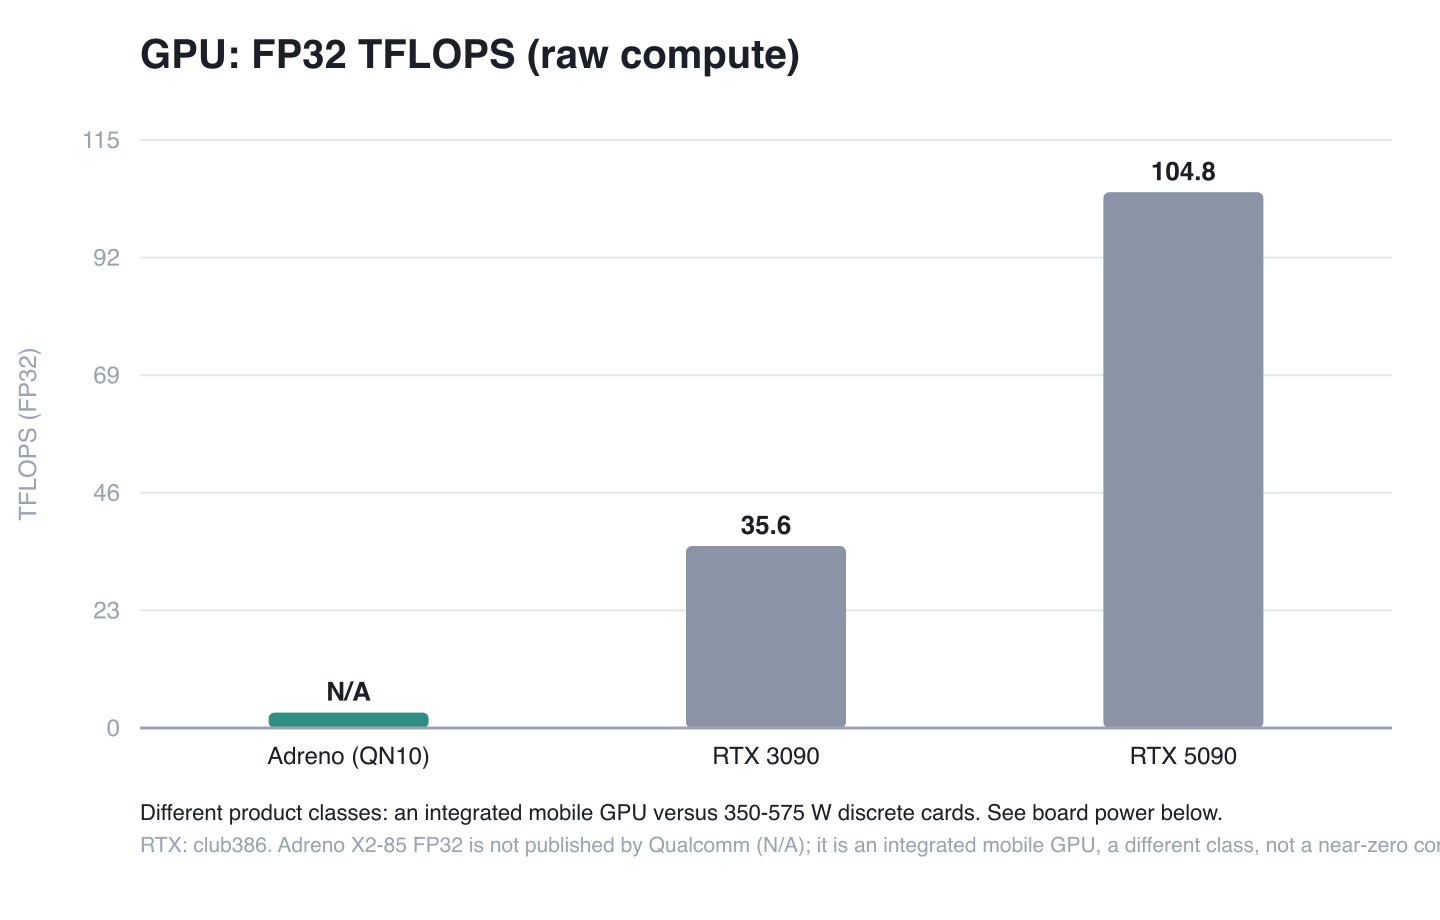 GPU: FP32 TFLOPS (raw compute)
115
104.8
92
69
TFLOPS (FP32)
46
35.6
23
N/A
0
Adreno (QN10)
RTX 3090
RTX 5090
Different product classes: an integrated mobile GPU versus 350-575 W discrete cards. See board power below.
RTX: club386. Adreno X2-85 FP32 is not published by Qualcomm (N/A); it is an integrated mobile GPU, a different class, not a near-zero